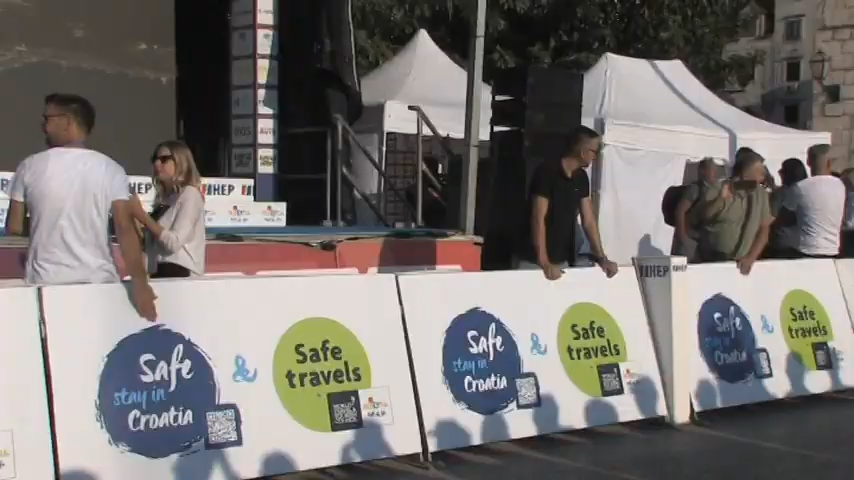 HEP
HEP
HEP
Safe
stay in
Croatia
&
Safe
travels
Safe
stay in
Croatia
&
Safe
travels
Safe
stay in
Croatia
&
Safe
travels